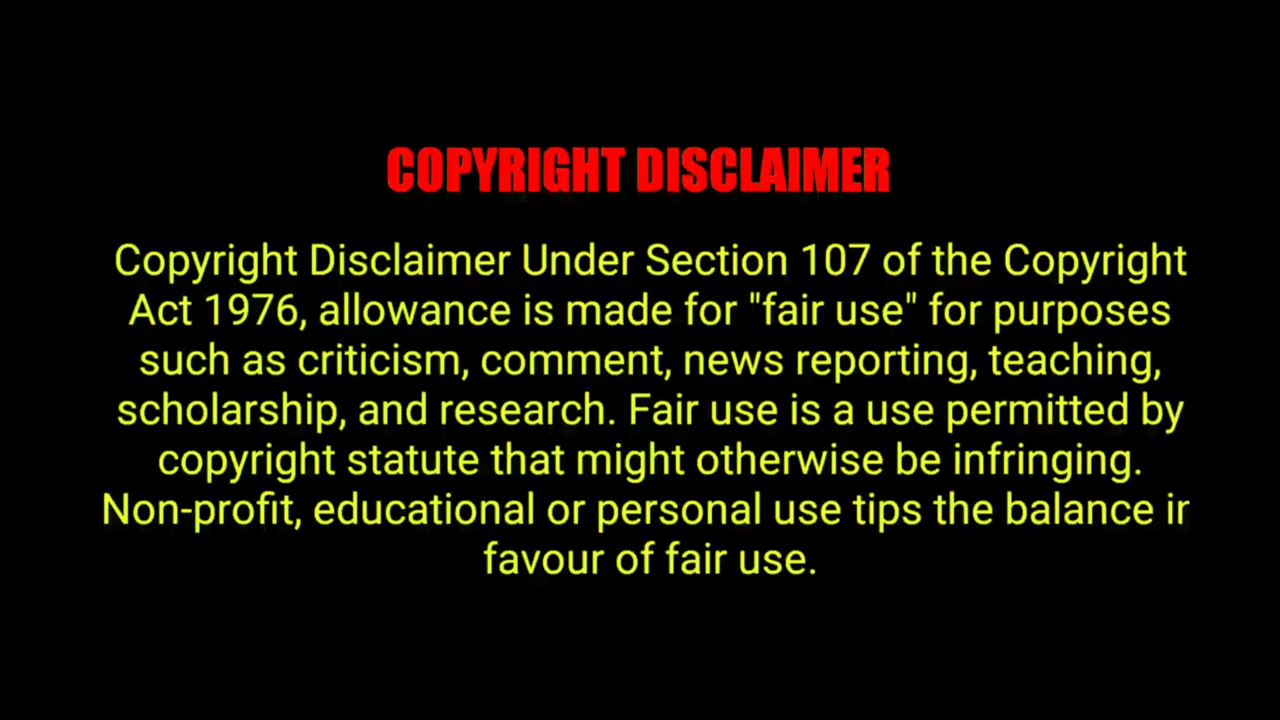 COPYRIGHT DISCLAIMER
Copyright Disclaimer Under Section 107 of the Copyright
Act 1976, allowance is made for "fair use" for purposes
such as criticism, comment, news reporting, teaching,
scholarship, and research. Fair use is a use permitted by
copyright statute that might otherwise be infringing.
Non-profit, educational or personal use tips the balance in
favour of fair use.